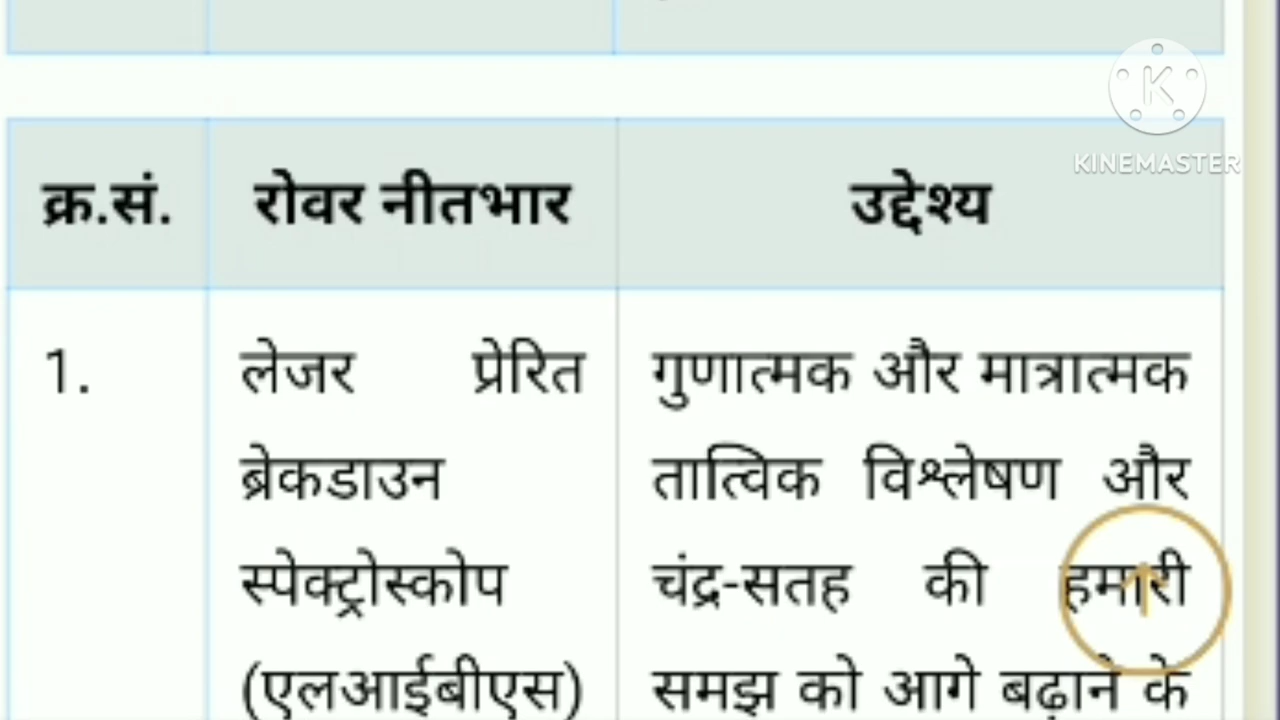 K
KINEMASTER
क्र.सं. रोवर नीतभार उद्देश्य
1. लेजर प्रेरित गुणात्मक और मात्रात्मक
ब्रेकडाउन तात्विक विश्लेषण और
स्पेक्ट्रोस्कोप चंद्र-सतह की हमारी
(एलआईबीएस) समझ को आगे बढ़ाने के